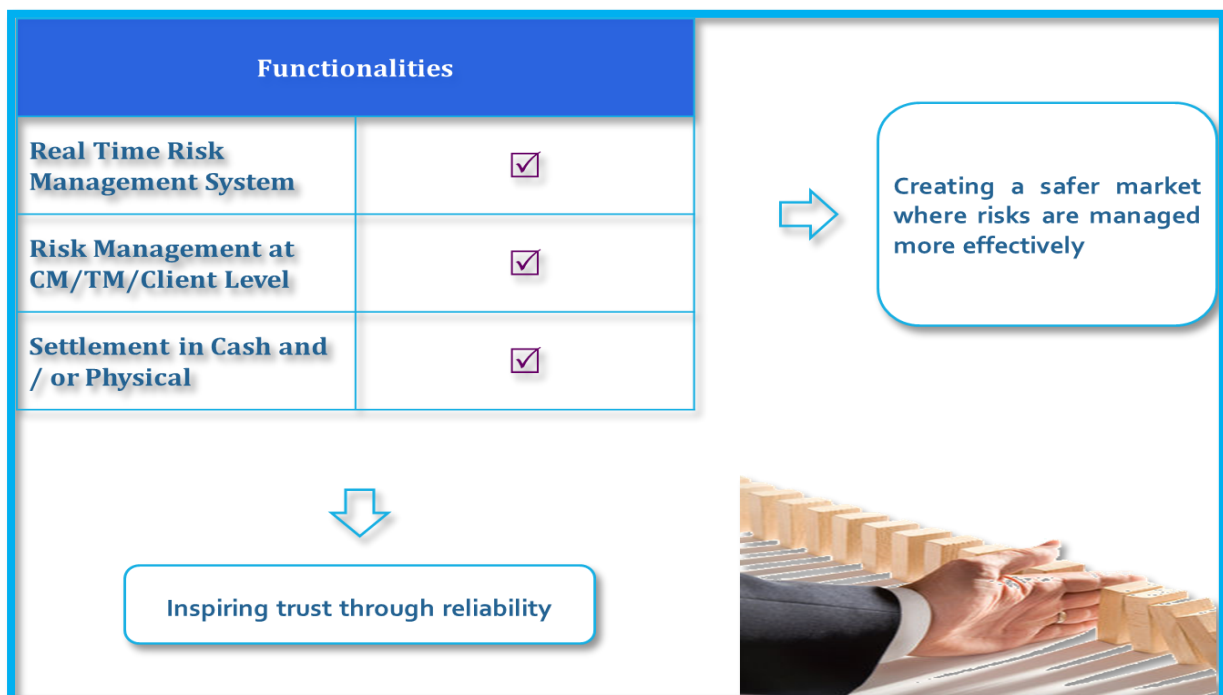 Functionalities
Real Time Risk
Management System
☑
Risk Management at
CM/TM/Client Level
☑
Settlement in Cash and
/ or Physical
☑
Creating a safer market
where risks are managed
more effectively
Inspiring trust through reliability